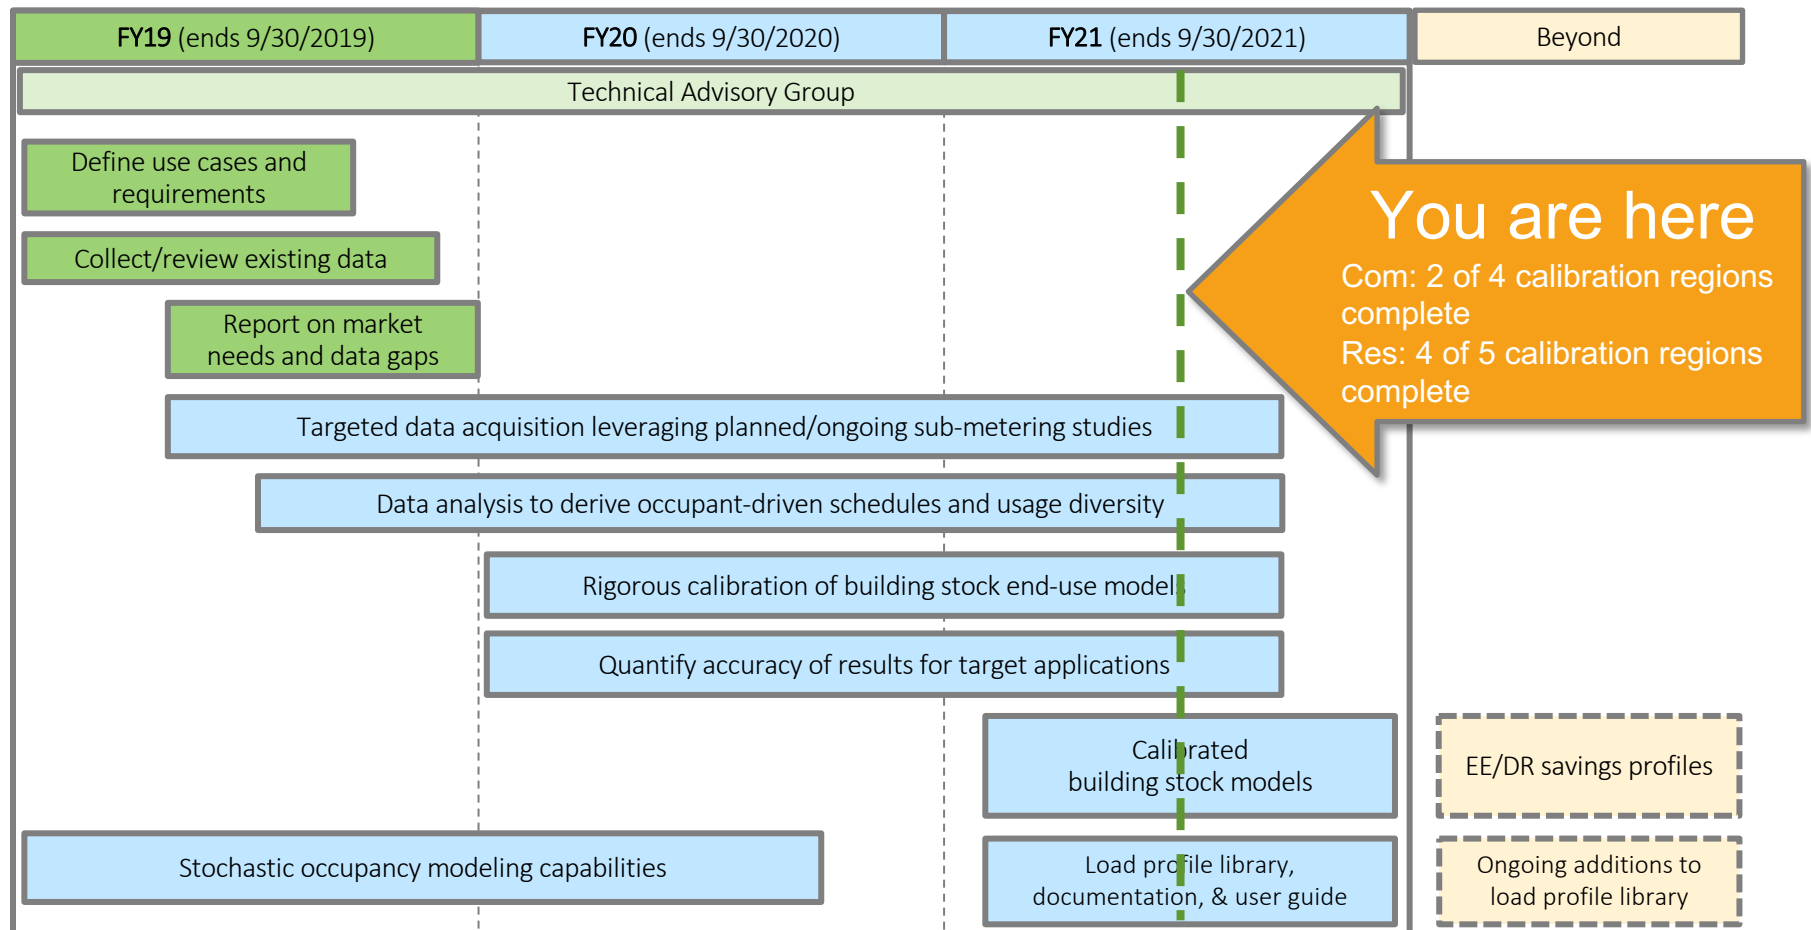 FY19 (ends 9/30/2019)
FY20 (ends 9/30/2020)
FY21 (ends 9/30/2021)
Beyond
Technical Advisory Group
Define use cases and
requirements
Collect/review existing data
Report on market
needs and data gaps
You are here
Com: 2 of 4 calibration regions
complete
Res: 4 of 5 calibration regions
complete
Targeted data acquisition leveraging planned/ongoing sub-metering studies
Data analysis to derive occupant-driven schedules and usage diversity
Rigorous calibration of building stock end-use models
Quantify accuracy of results for target applications
Calibrated
building stock models
EE/DR savings profiles
Stochastic occupancy modeling capabilities
Load profile library,
documentation, & user guide
Ongoing additions to
load profile library